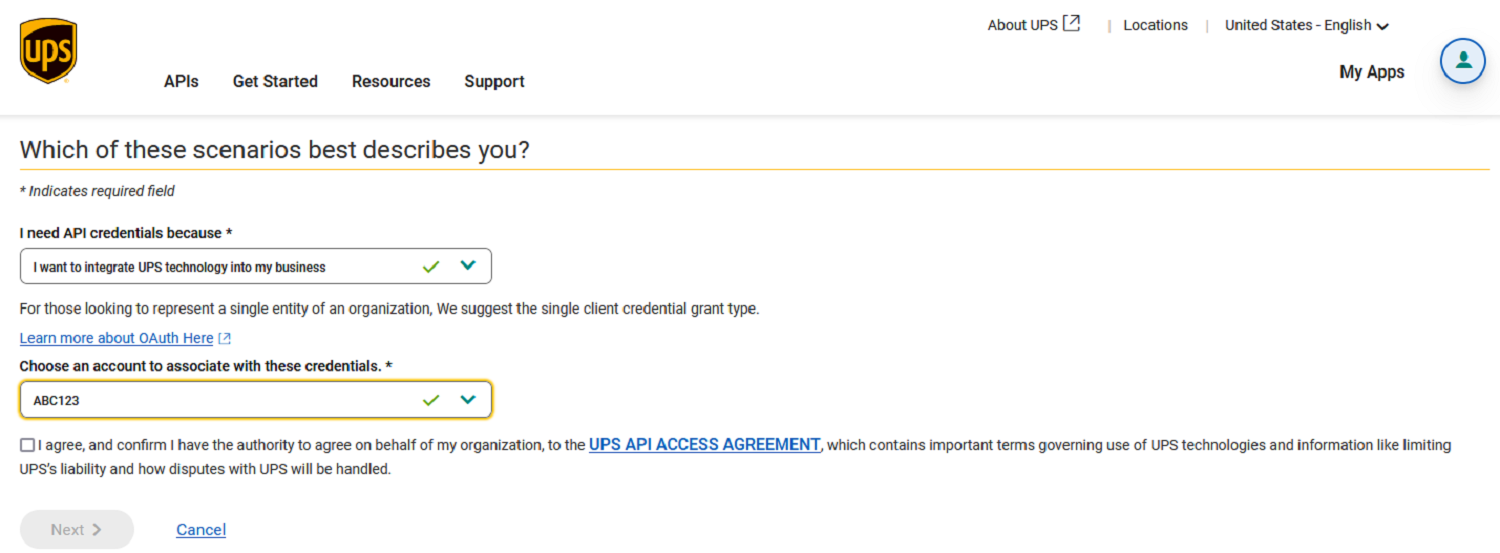 ups
About UPS
Locations
United States - English
APIs
Get Started
Resources
Support
My Apps
Which of these scenarios best describes you?
* Indicates required field
I need API credentials because *
I want to integrate UPS technology into my business
For those looking to represent a single entity of an organization, We suggest the single client credential grant type.
Learn more about OAuth Here
Choose an account to associate with these credentials. *
ABC123
I agree, and confirm I have the authority to agree on behalf of my organization, to the UPS API ACCESS AGREEMENT, which contains important terms governing use of UPS technologies and information like limiting
UPS's liability and how disputes with UPS will be handled.
Next
Cancel